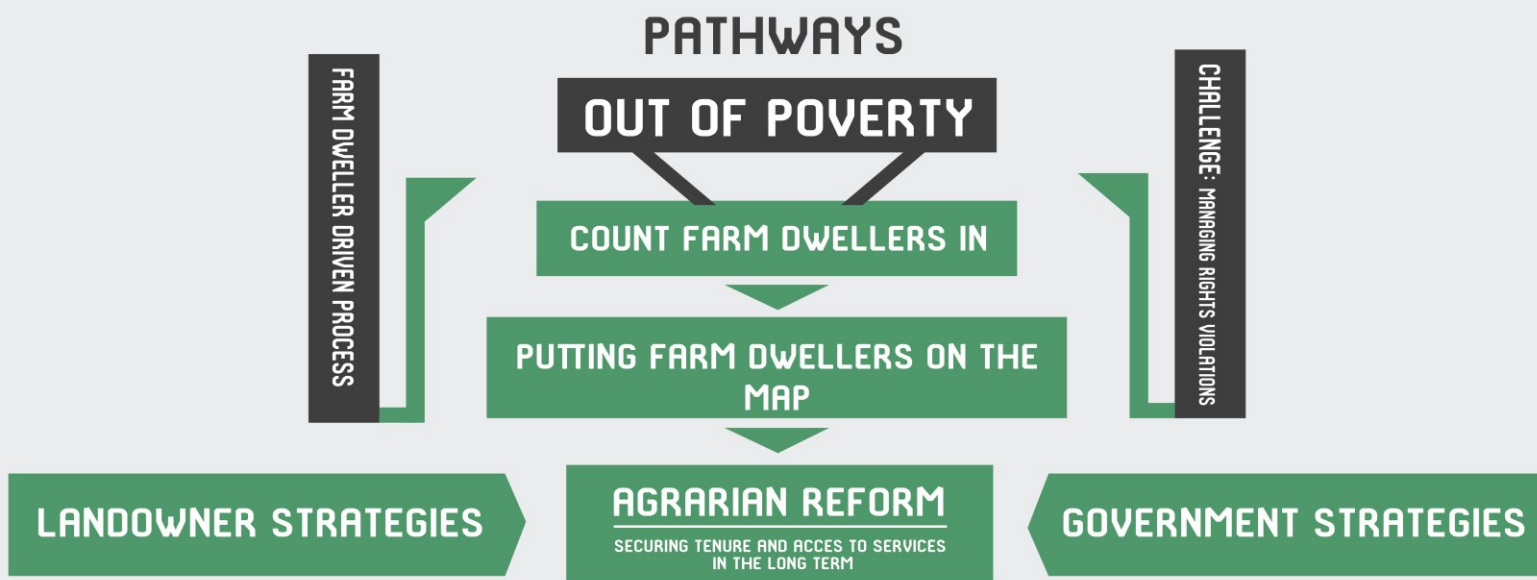 PATHWAYS
OUT OF POVERTY
FARM DWELLER DRIVEN PROCESS
CHALLENGE: MANAGING RIGHTS VIOLATIONS
COUNT FARM DWELLERS IN
PUTTING FARM DWELLERS ON THE
MAP
LANDOWNER STRATEGIES
AGRARIAN REFORM
SECURING TENURE AND ACCES TO SERVICES
IN THE LONG TERM
GOVERNMENT STRATEGIES